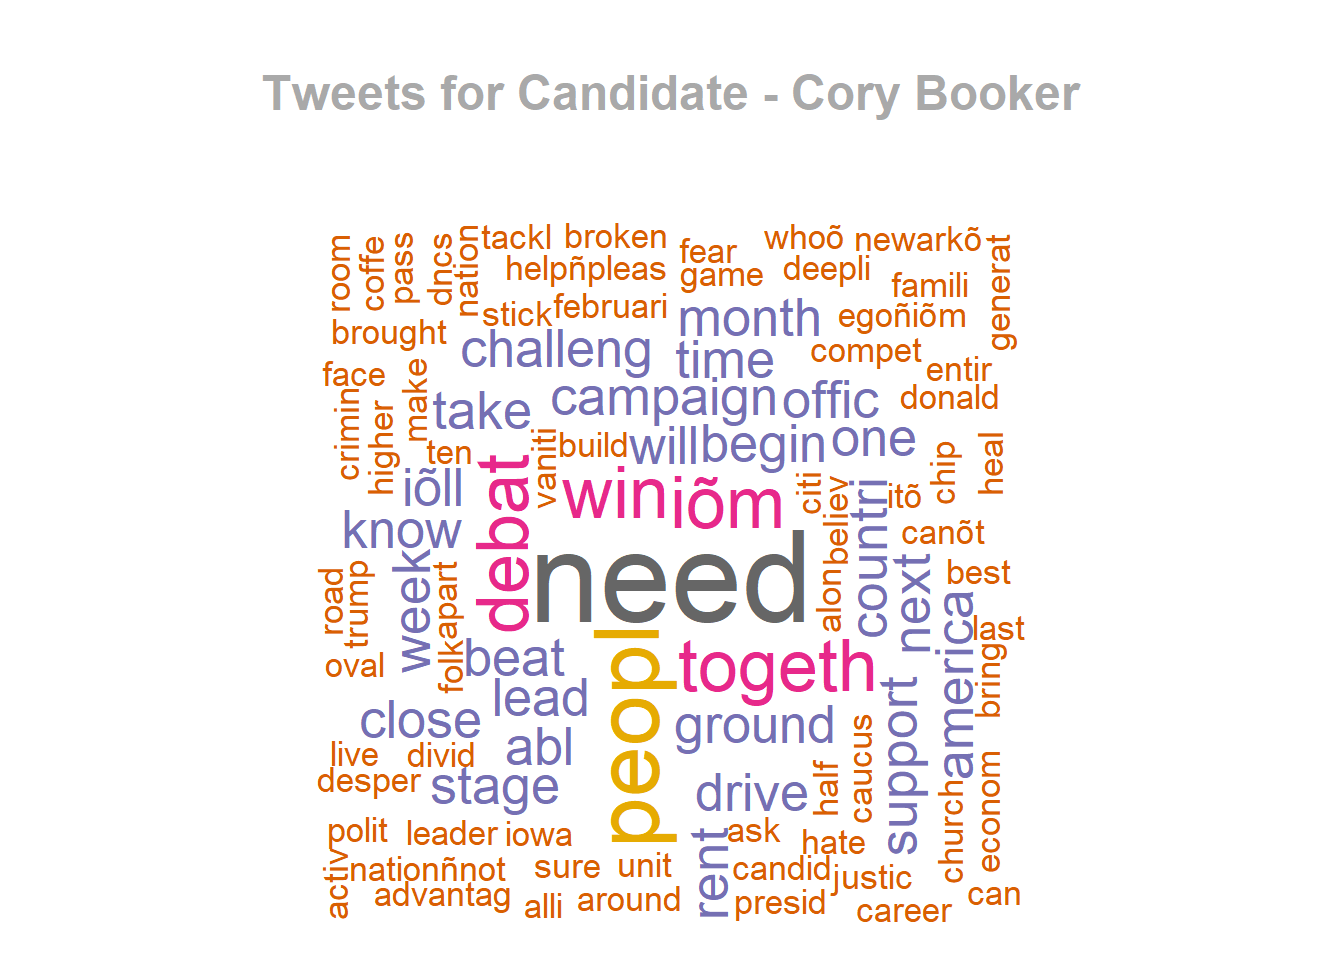 Tweets for Candidate - Cory Booker
room
coffe
pass
dncs
nation
tackl
broken
fear
whoõ
newarkõ
generat
helpñpleas
game
deepli
famili
stick
februari
month
egoñiõm
brought
challeng
time
compet
face
make
entir
crimin
higher
take
campaign
offic
donald
ten
vaniti
build
will
begin
one
chip
heal
iõll
debat
win
iõm
citi
believ
countri
itõ
know
canõt
need
road
trump
week
apart
alon
next
best
america
last
oval
folk
beat
peopl
togeth
bring
lead
support
close
abl
ground
live
divid
caucus
desper
stage
drive
half
church
econom
polit
leader
iowa
rent
ask
hate
activ
nationñnot
sure
unit
candid
justic
advantag
alli
around
presid
career
can